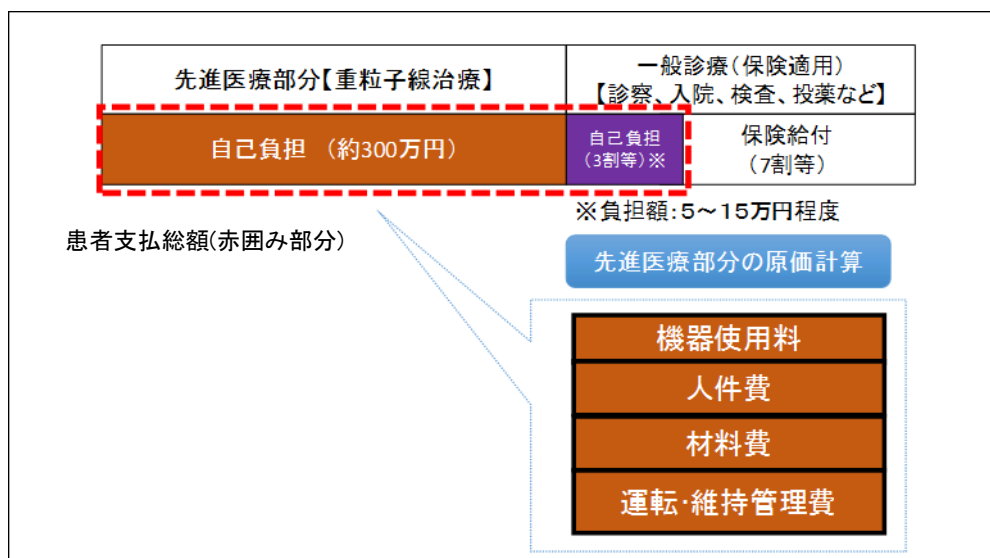 先進医療部分【重粒子線治療】
一般診療（保険適用）
【診察、入院、検査、投薬など】
自己負担 （約300万円）
自己負担
（3割等）※
保険給付
（7割等）
※負担額：５～１５万円程度
患者支払総額(赤囲み部分)
先進医療部分の原価計算
機器使用料
人件費
材料費
運転・維持管理費